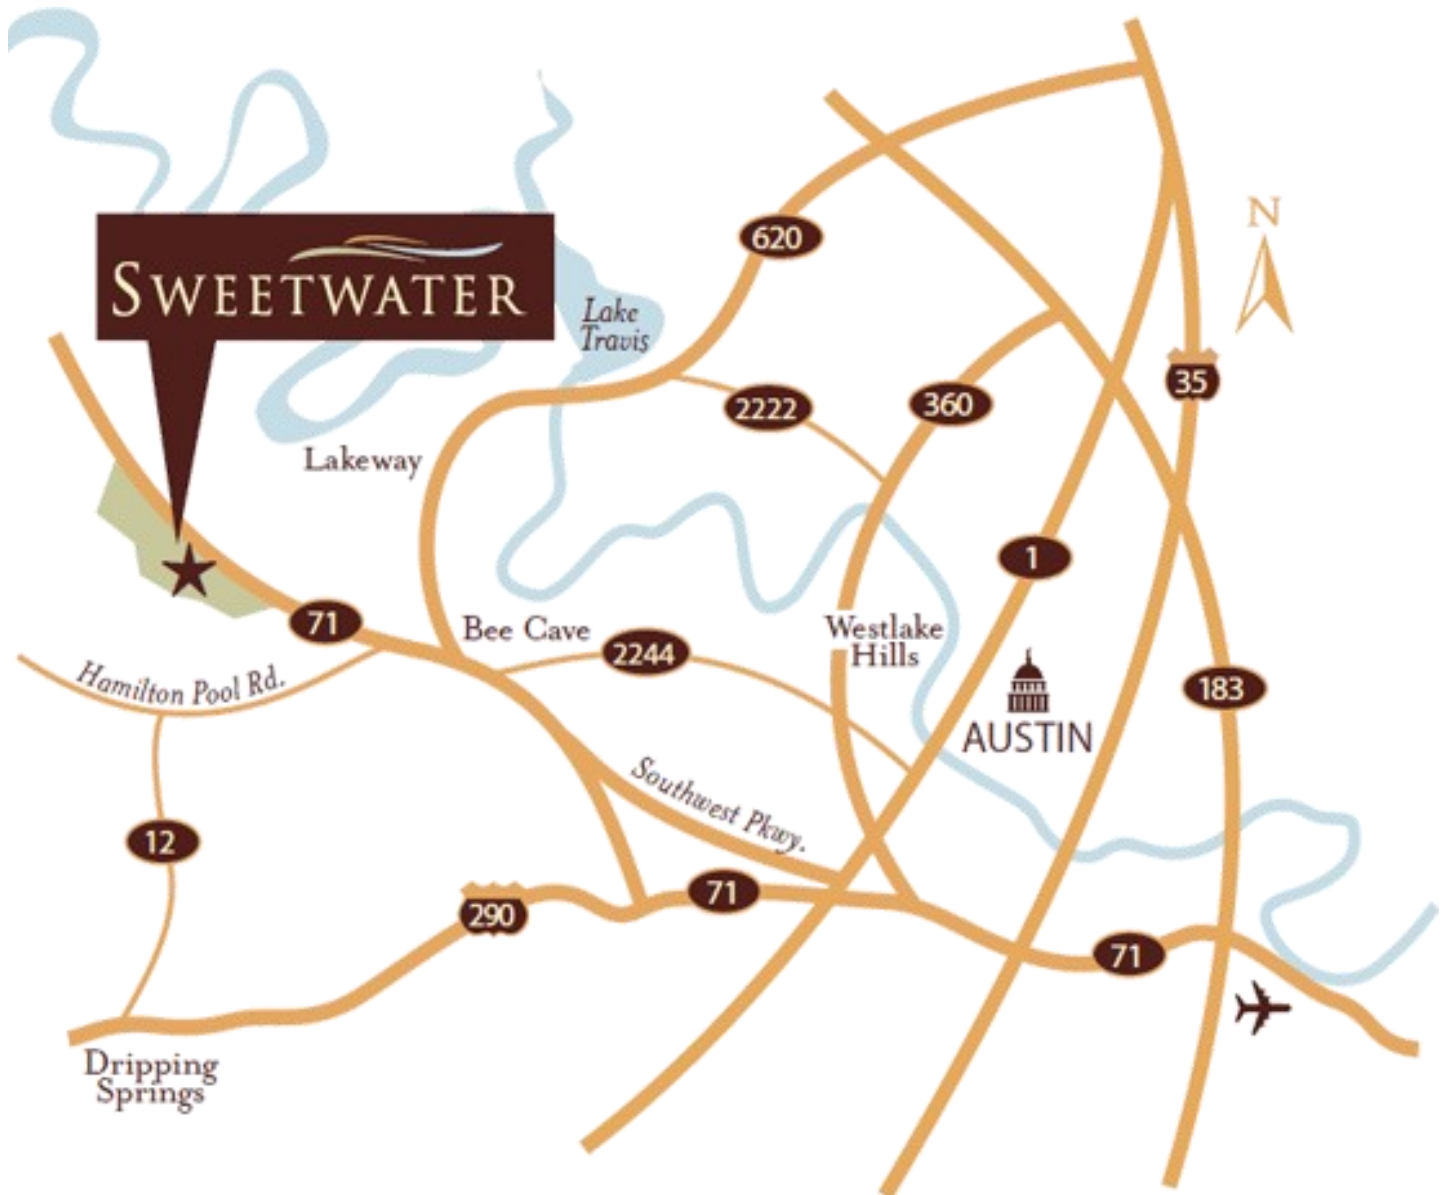 N
620
SWEETWATER
Lake
Travis
35
2222
360
Lakeway
1
71
Bee Cave
2244
Westlake
Hills
Hamilton Pool Rd.
183
AUSTIN
Southwest Pkwy.
12
71
290
71
Dripping
Springs